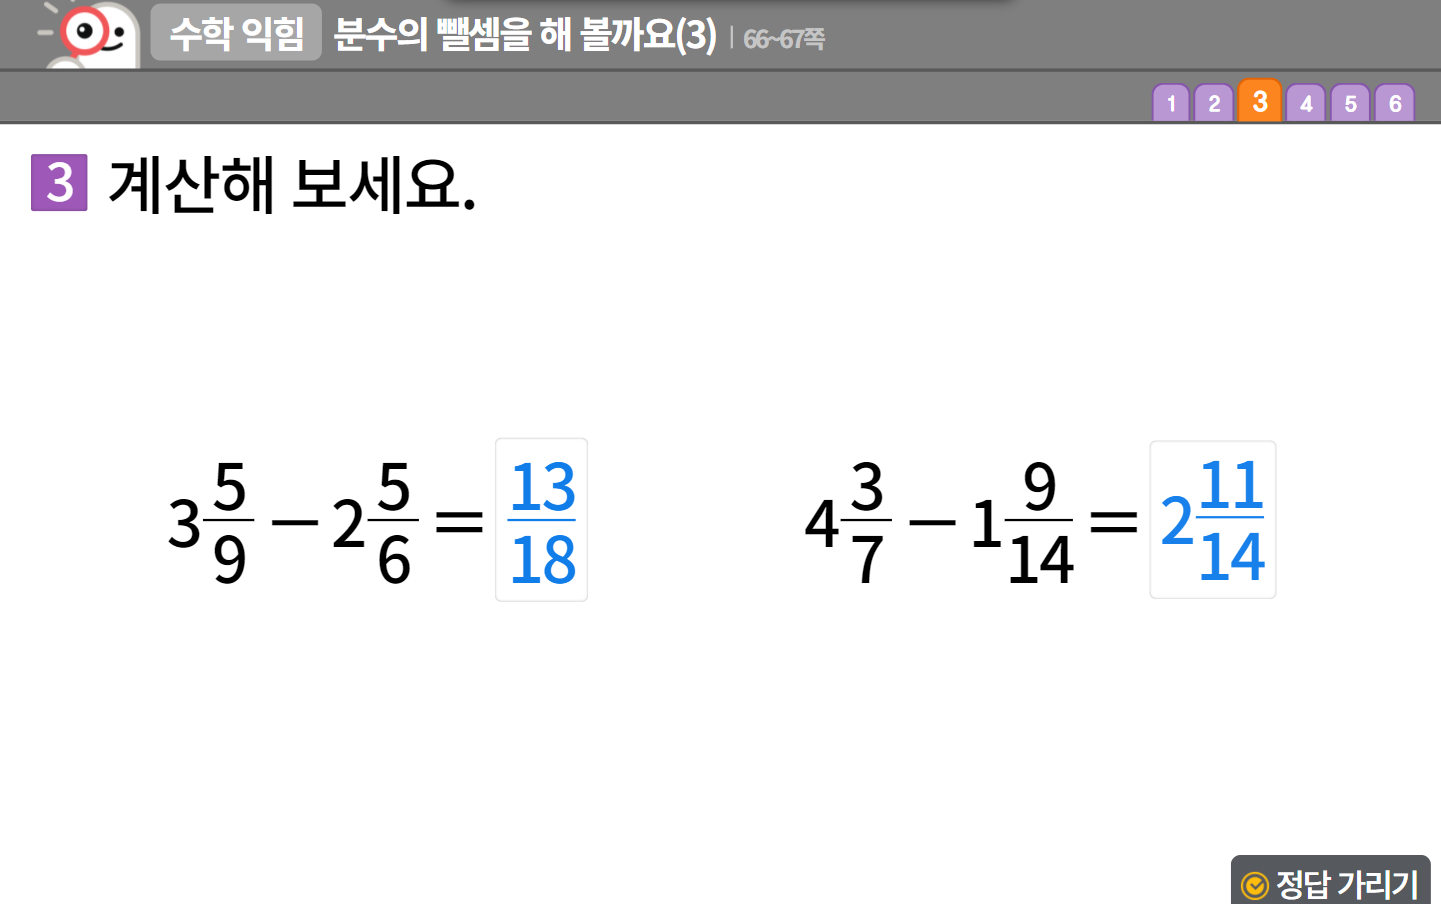 수학 익힘 분수의 뺄셈을 해 볼까요(3) | 66~67쪽
1 2 3 4 5 6
3 계산해 보세요.
3 5/9 − 2 5/6 = 13/18
4 3/7 − 1 9/14 = 2 11/14
정답 가리기